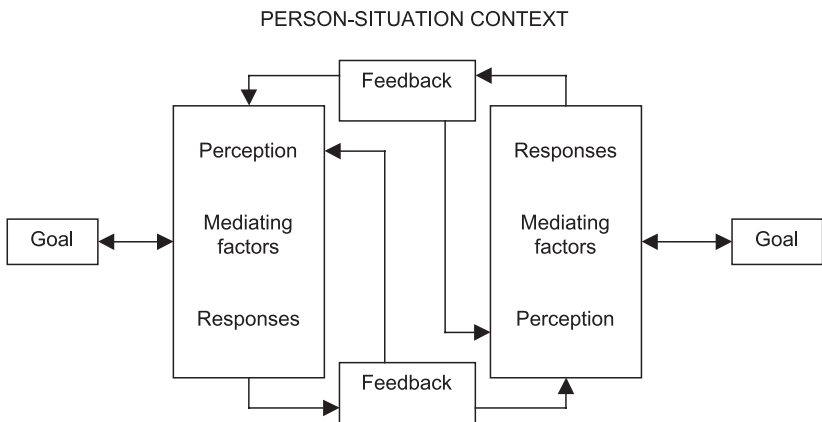 PERSON-SITUATION CONTEXT
Feedback
Perception
Mediating
factors
Responses
Responses
Mediating
factors
Perception
Goal
Goal
Feedback